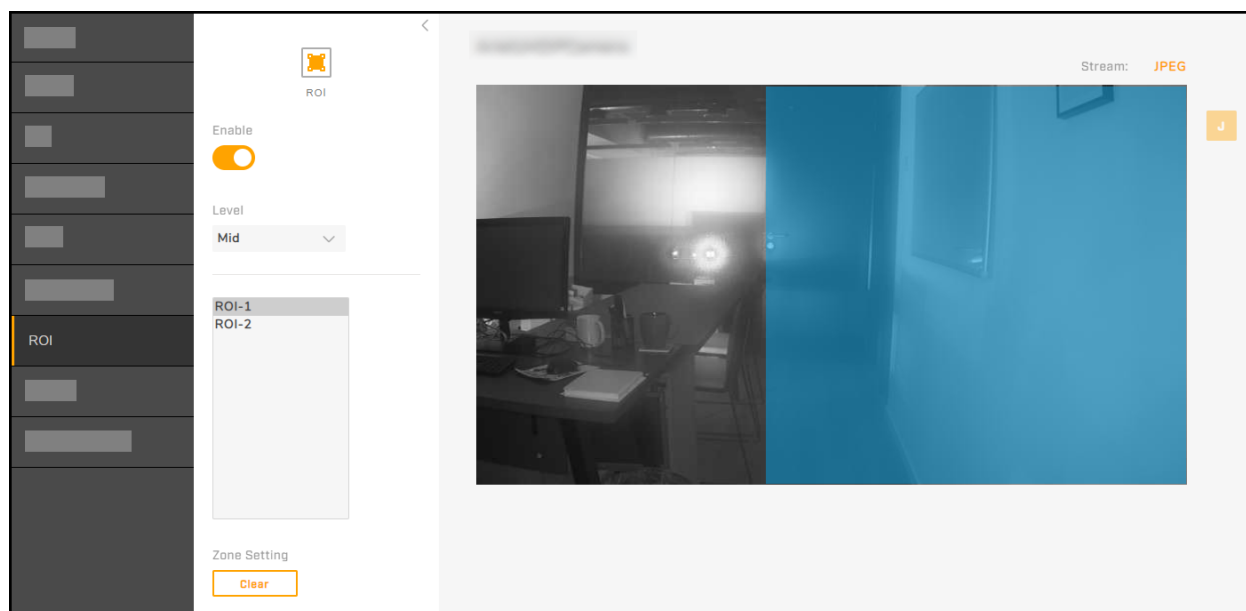 ROI
Enable
Level
Mid
ROI-1
ROI-2
Zone Setting
Clear
ROI
Stream: JPEG
J